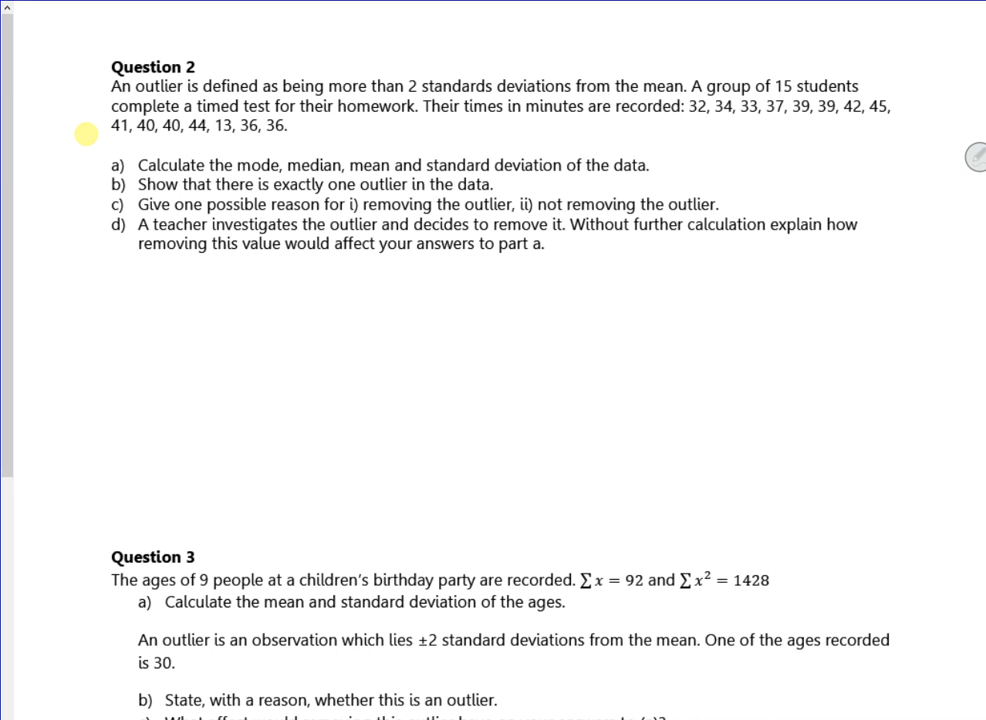 Question 2
An outlier is defined as being more than 2 standards deviations from the mean. A group of 15 students
complete a timed test for their homework. Their times in minutes are recorded: 32, 34, 33, 37, 39, 39, 42, 45,
41, 40, 40, 44, 13, 36, 36.
a) Calculate the mode, median, mean and standard deviation of the data.
b) Show that there is exactly one outlier in the data.
c) Give one possible reason for i) removing the outlier, ii) not removing the outlier.
d) A teacher investigates the outlier and decides to remove it. Without further calculation explain how
removing this value would affect your answers to part a.
Question 3
The ages of 9 people at a children's birthday party are recorded. ∑x = 92 and ∑x² = 1428
a) Calculate the mean and standard deviation of the ages.
An outlier is an observation which lies ±2 standard deviations from the mean. One of the ages recorded
is 30.
b) State, with a reason, whether this is an outlier.